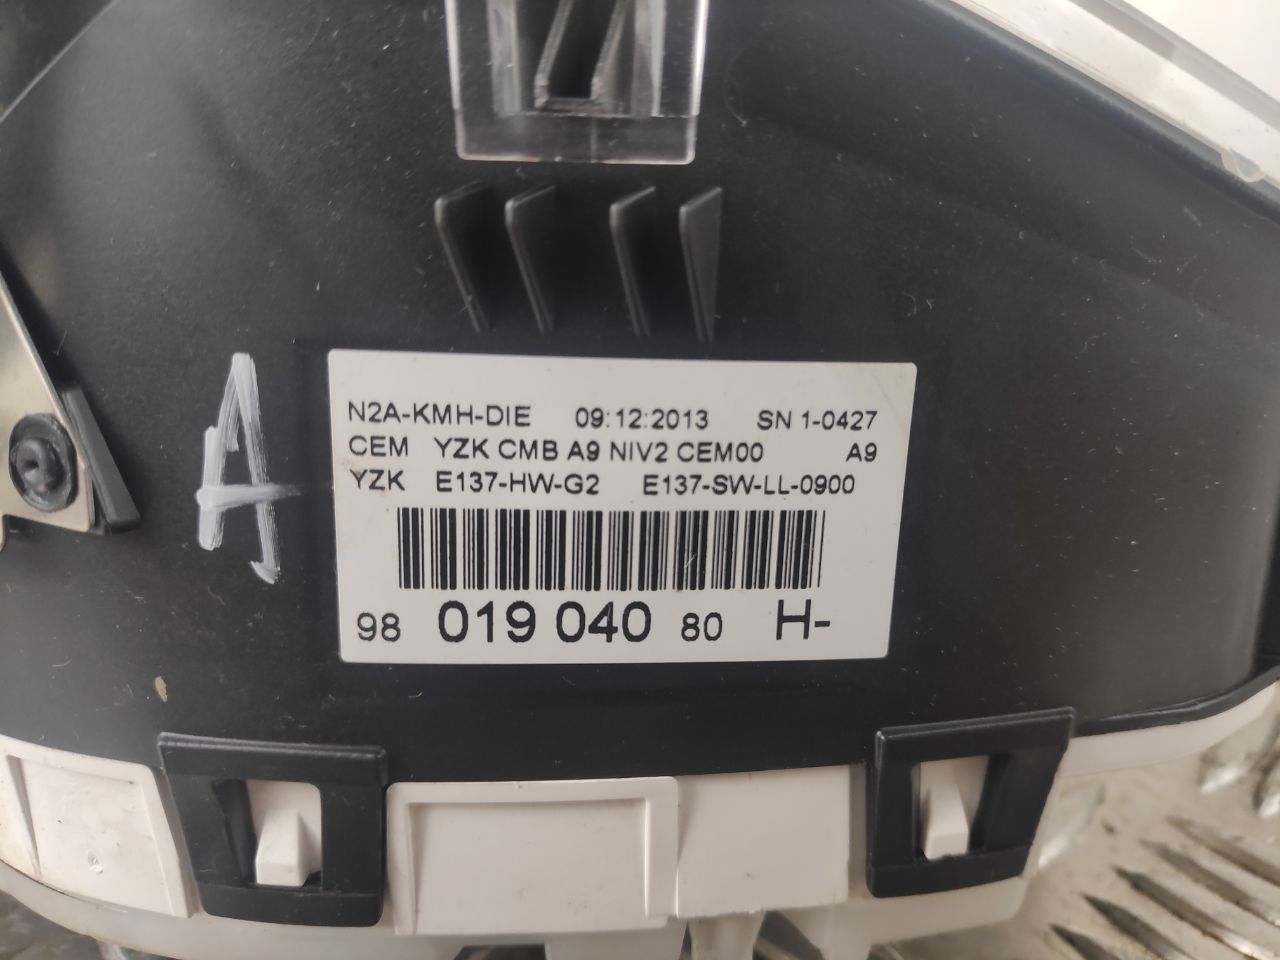 A
N2A-KMH-DIE 09:12:2013 SN 1-0427
CEM YZK CMB A9 NIV2 CEM00 A9
YZK E137-HW-G2 E137-SW-LL-0900
98 019 040 80 H-